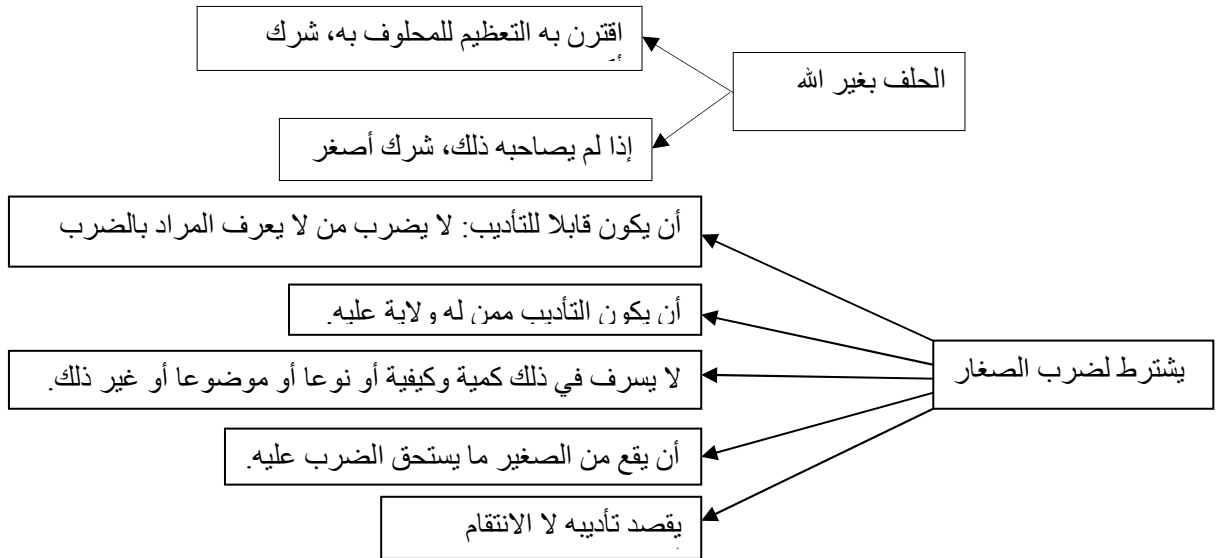 الحلف بغير الله
اقترن به التعظيم للمحلوف به، شرك
إذا لم يصاحبه ذلك، شرك أصغر
يشترط لضرب الصغار
أن يكون قابلا للتأديب: لا يضرب من لا يعرف المراد بالضرب
أن يكون التأديب ممن له ولاية عليه.
لا يسرف في ذلك كمية وكيفية أو نوعا أو موضوعا أو غير ذلك.
أن يقع من الصغير ما يستحق الضرب عليه.
يقصد تأديبه لا الانتقام